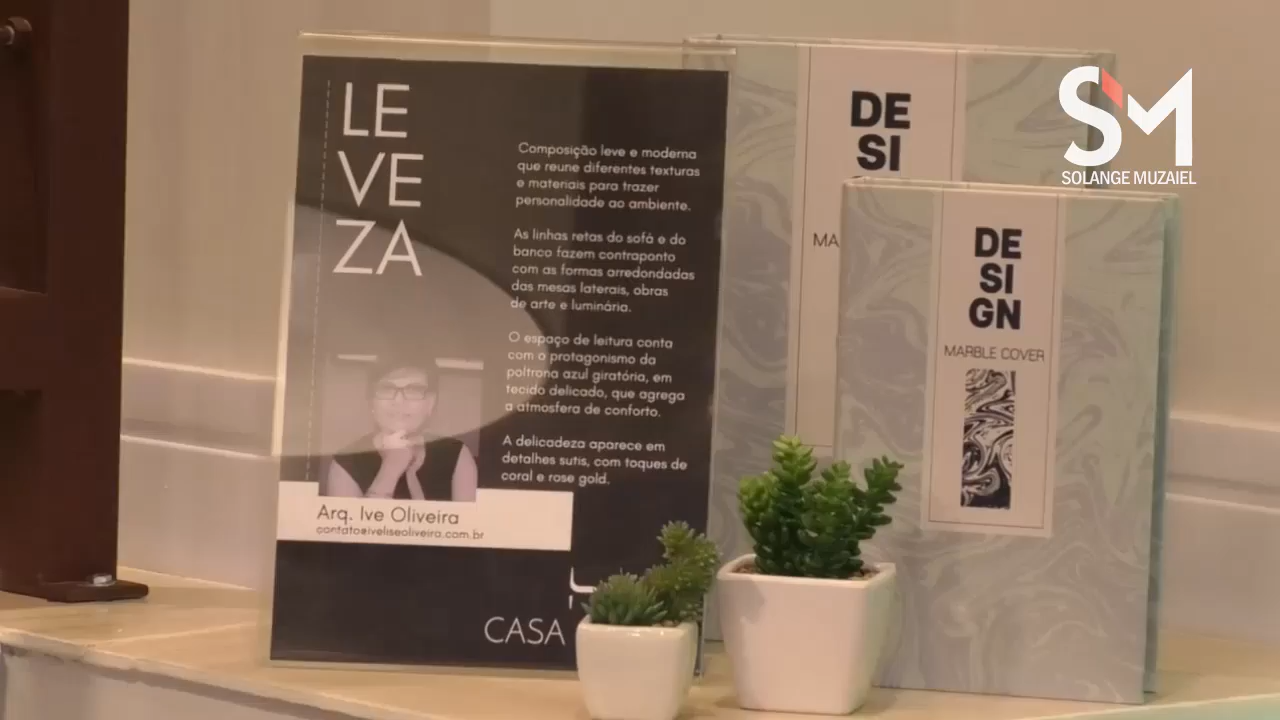 LE
VE
ZA
Composição leve e moderna
que reune diferentes texturas
e materiais para trazer
personalidade ao ambiente.
As linhas retas do sofá e do
banco fazem contraponto
com as formas arredondadas
das mesas laterais, obras
de arte e luminária.
O espaço de leitura conta
com o protagonismo da
poltrona azul giratória, em
tecido delicado, que agrega
a atmosfera de conforto.
A delicadeza aparece em
detalhes sutis, com toques de
coral e rose gold.
Arq. Ive Oliveira
contato@iveliseoliveira.com.br
CASA
DE
SI
MA
DE
SI
GN
MARBLE COVER
SM
SOLANGE MUZAIEL